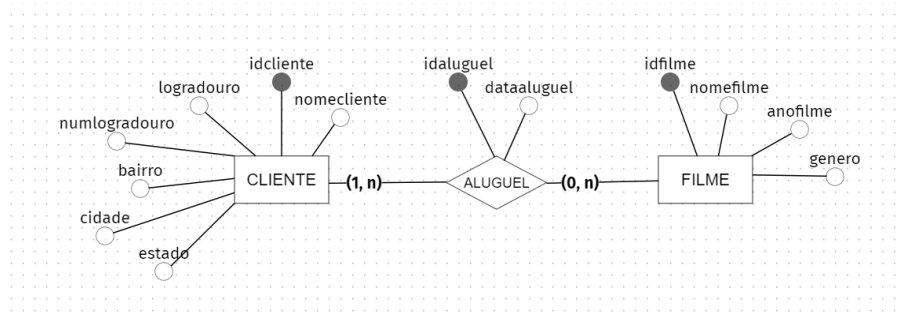 idcliente
idaluguel
idfilme
logradouro
nomecliente
dataaluguel
nomefilme
anofilme
numlogradouro
bairro
CLIENTE
(1, n)
ALUGUEL
(0, n)
FILME
genero
cidade
estado